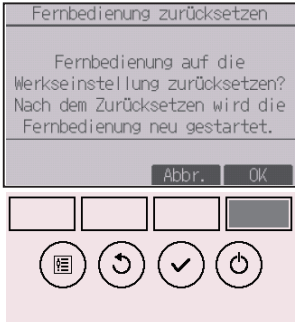 Fernbedienung zurücksetzen
Fernbedienung auf die
Werkseinstellung zurücksetzen?
Nach dem Zurücksetzen wird die
Fernbedienung neu gestartet.
Abbr. OK